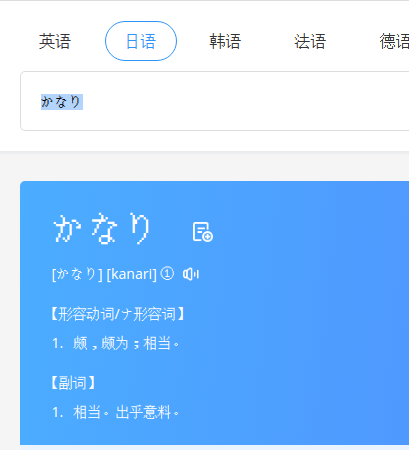 英语 日语 韩语 法语 德语
かなり
かなり
[かなり] [kanari] ①
【形容动词/ナ形容词】
1. 颇，颇为；相当。
【副词】
1. 相当。出乎意料。